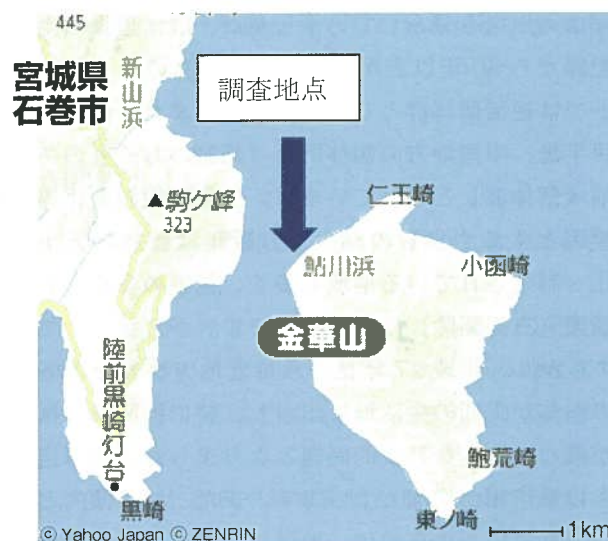 445
宮城県
石巻市
新山浜
調査地点
▲駒ケ峰
323
仁王崎
鮎川浜
小函崎
金華山
陸前黒崎灯台
鮑荒崎
黒崎
東ノ崎
1km
© Yahoo Japan © ZENRIN